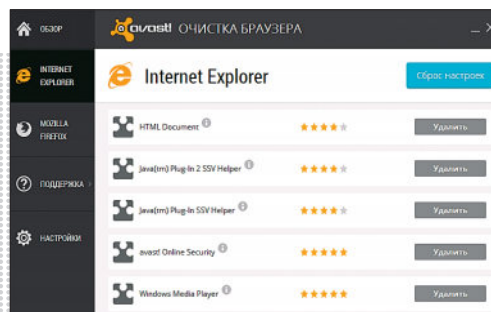 ОБЗОР
INTERNET EXPLORER
MOZILLA FIREFOX
ПОДДЕРЖКА
НАСТРОЙКИ
avast! ОЧИСТКА БРАУЗЕРА
Internet Explorer
Сброс настроек
HTML Document Удалить
Java(tm) Plug-In 2 SSV Helper Удалить
Java(tm) Plug-In SSV Helper Удалить
avast! Online Security Удалить
Windows Media Player Удалить